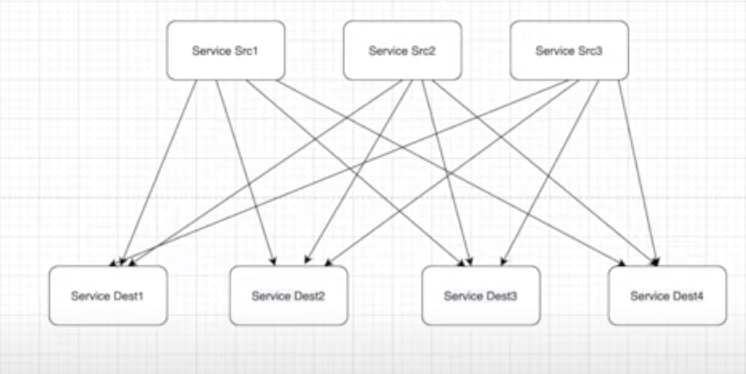 Service Src1
Service Src2
Service Src3
Service Dest1
Service Dest2
Service Dest3
Service Dest4